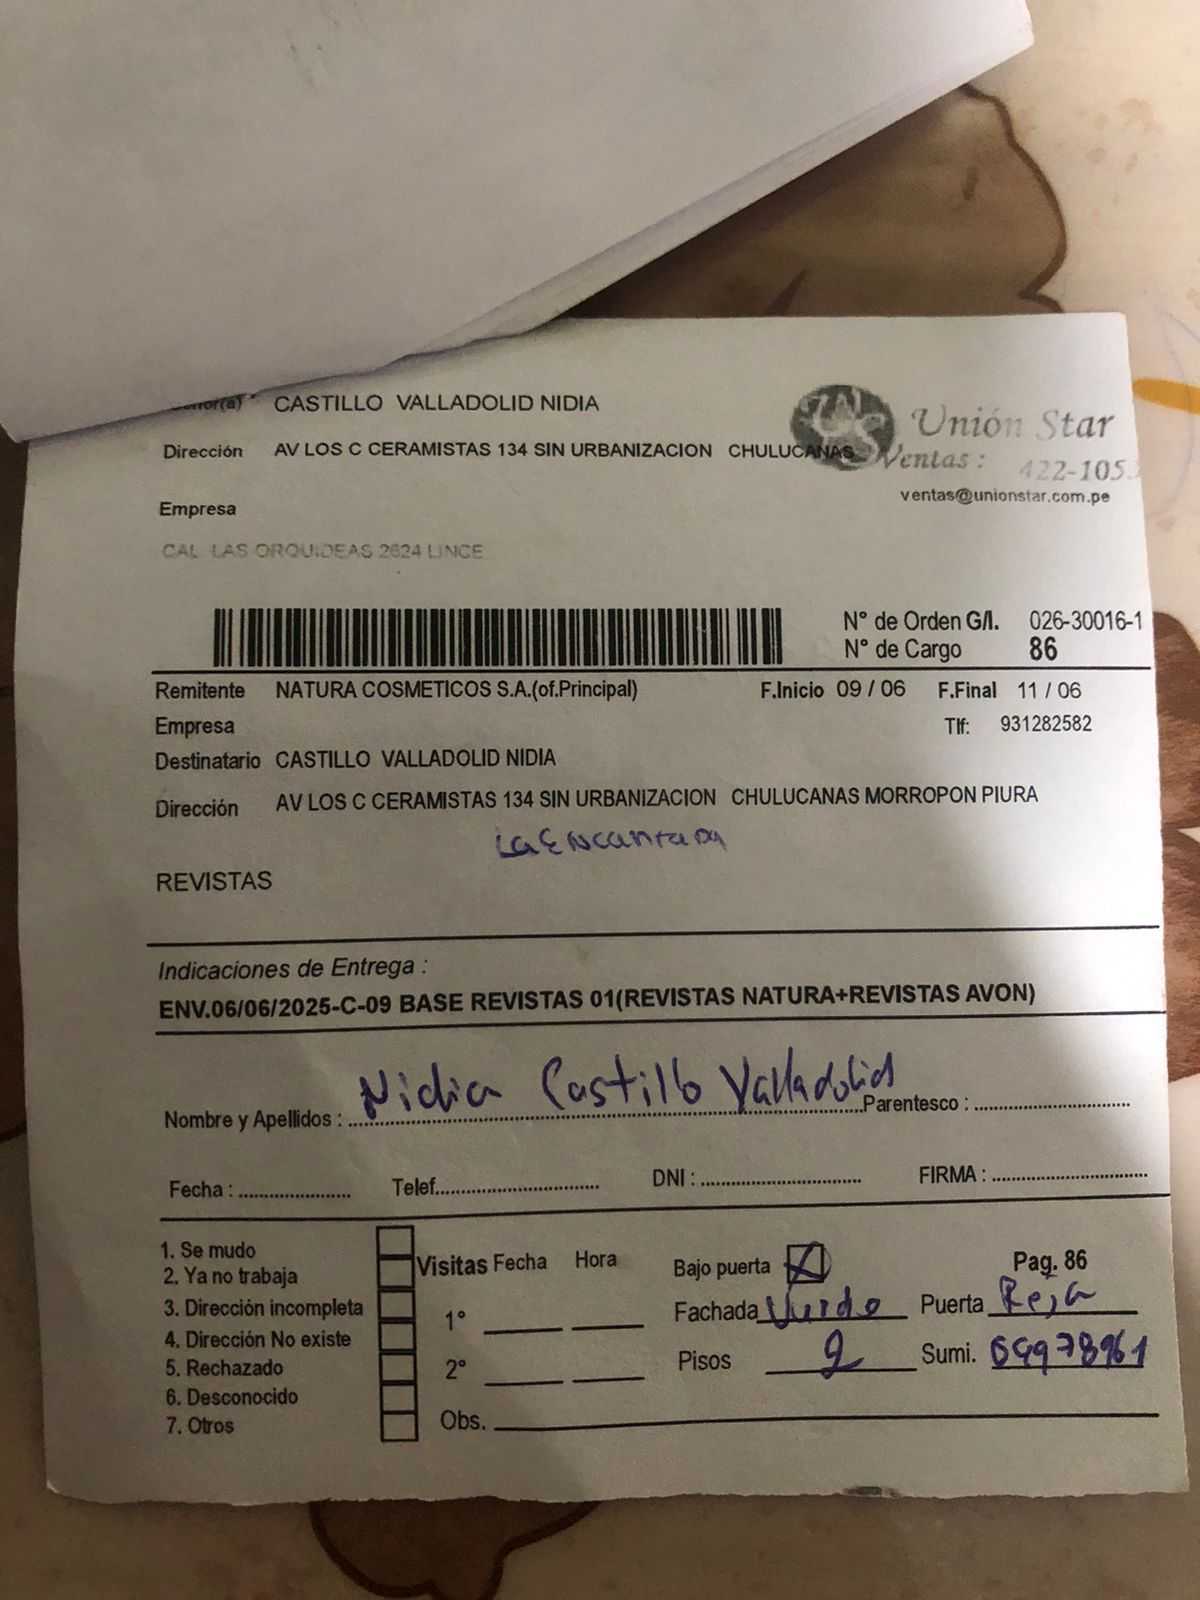 Señor(a) CASTILLO VALLADOLID NIDIA
Unión Star
Dirección AV LOS C CERAMISTAS 134 SIN URBANIZACION CHULUCANAS
Ventas : 422-1053
ventas@unionstar.com.pe
Empresa
CAL LAS ORQUIDEAS 2624 LINCE
N° de Orden G/I. 026-30016-1
N° de Cargo 86
Remitente NATURA COSMETICOS S.A.(of.Principal) F.Inicio 09 / 06 F.Final 11 / 06
Empresa Tlf: 931282582
Destinatario CASTILLO VALLADOLID NIDIA
Dirección AV LOS C CERAMISTAS 134 SIN URBANIZACION CHULUCANAS MORROPON PIURA
La Encantada
REVISTAS
Indicaciones de Entrega :
ENV.06/06/2025-C-09 BASE REVISTAS 01(REVISTAS NATURA+REVISTAS AVON)
Nombre y Apellidos : Nidia Castillo Valladolid Parentesco :
Fecha : Telef. DNI : FIRMA :
1. Se mudo
2. Ya no trabaja
3. Dirección incompleta
4. Dirección No existe
5. Rechazado
6. Desconocido
7. Otros
Visitas Fecha Hora
1°
2°
Obs.
Bajo puerta X Pag. 86
Fachada Verde Puerta Reja
Pisos 2 Sumi.